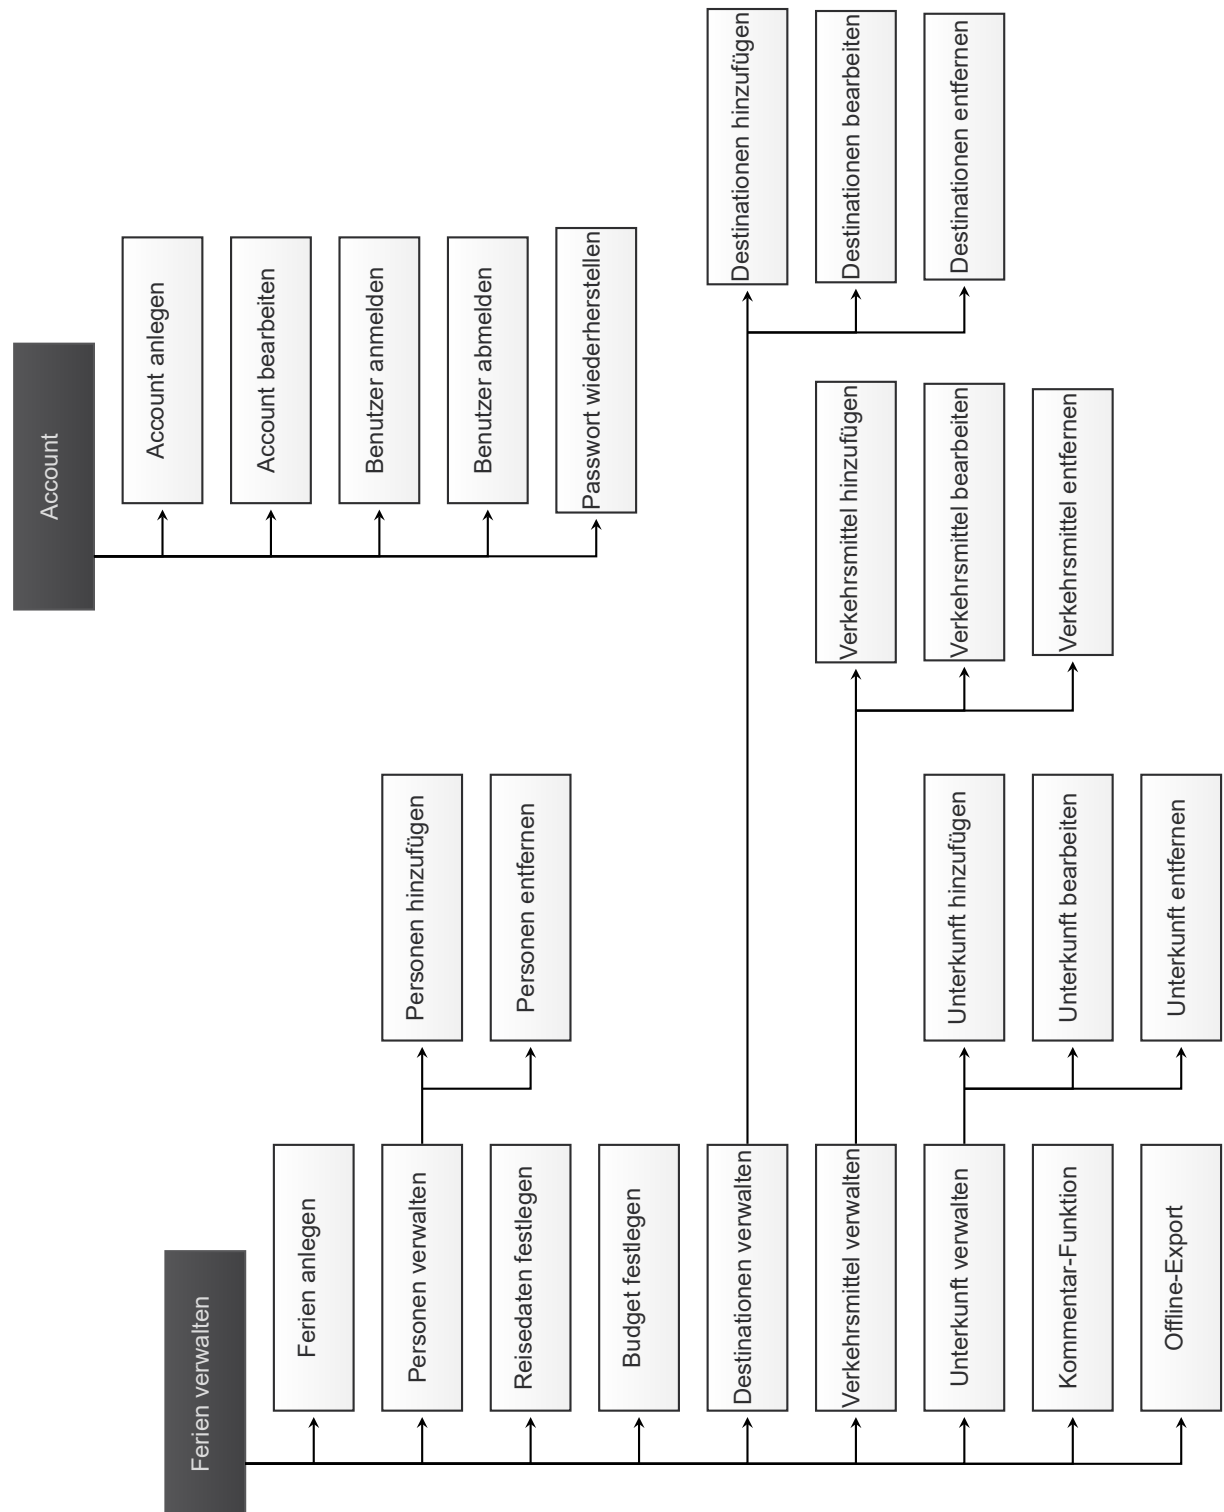 Ferien verwalten
Ferien anlegen
Personen verwalten
Personen hinzufügen
Personen entfernen
Reisedaten festlegen
Budget festlegen
Destinationen verwalten
Destinationen hinzufügen
Destinationen bearbeiten
Destinationen entfernen
Verkehrsmittel verwalten
Verkehrsmittel hinzufügen
Verkehrsmittel bearbeiten
Verkehrsmittel entfernen
Unterkunft verwalten
Unterkunft hinzufügen
Unterkunft bearbeiten
Unterkunft entfernen
Kommentar-Funktion
Offline-Export
Account
Account anlegen
Account bearbeiten
Benutzer anmelden
Benutzer abmelden
Passwort wiederherstellen